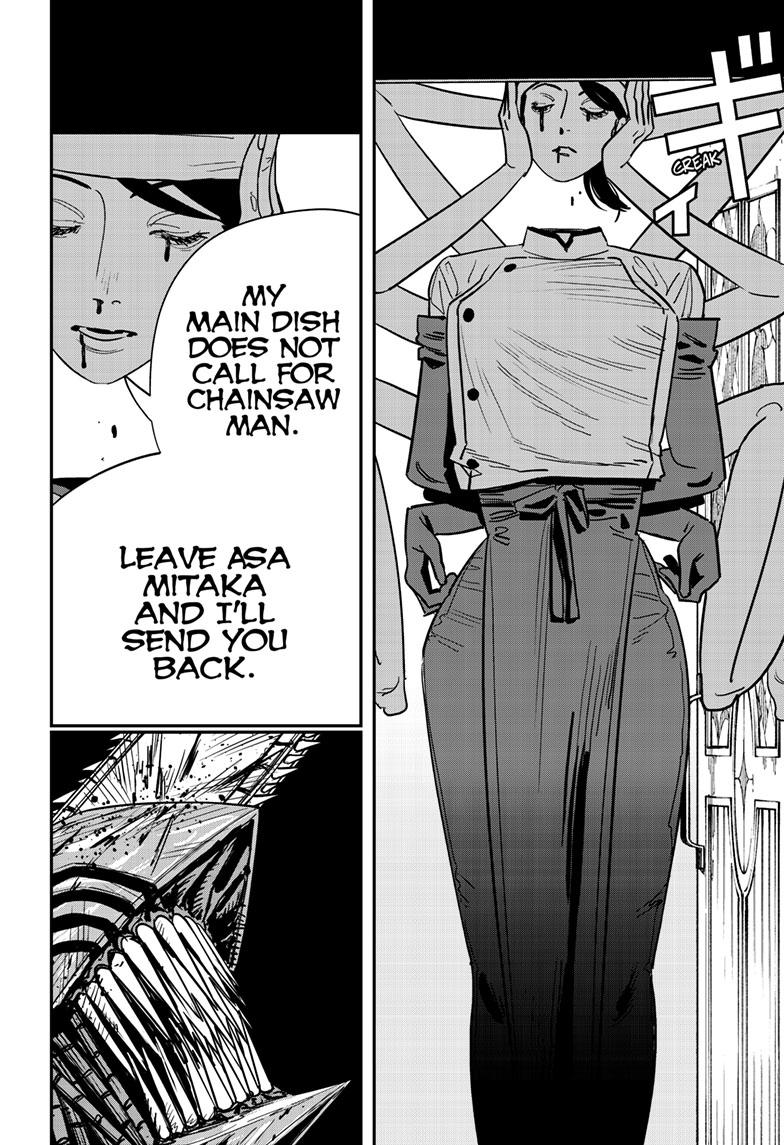 ギイ
CREAK
MY
MAIN DISH
DOES NOT
CALL FOR
CHAINSAW
MAN.
LEAVE ASA
MITAKA
AND I'LL
SEND YOU
BACK.